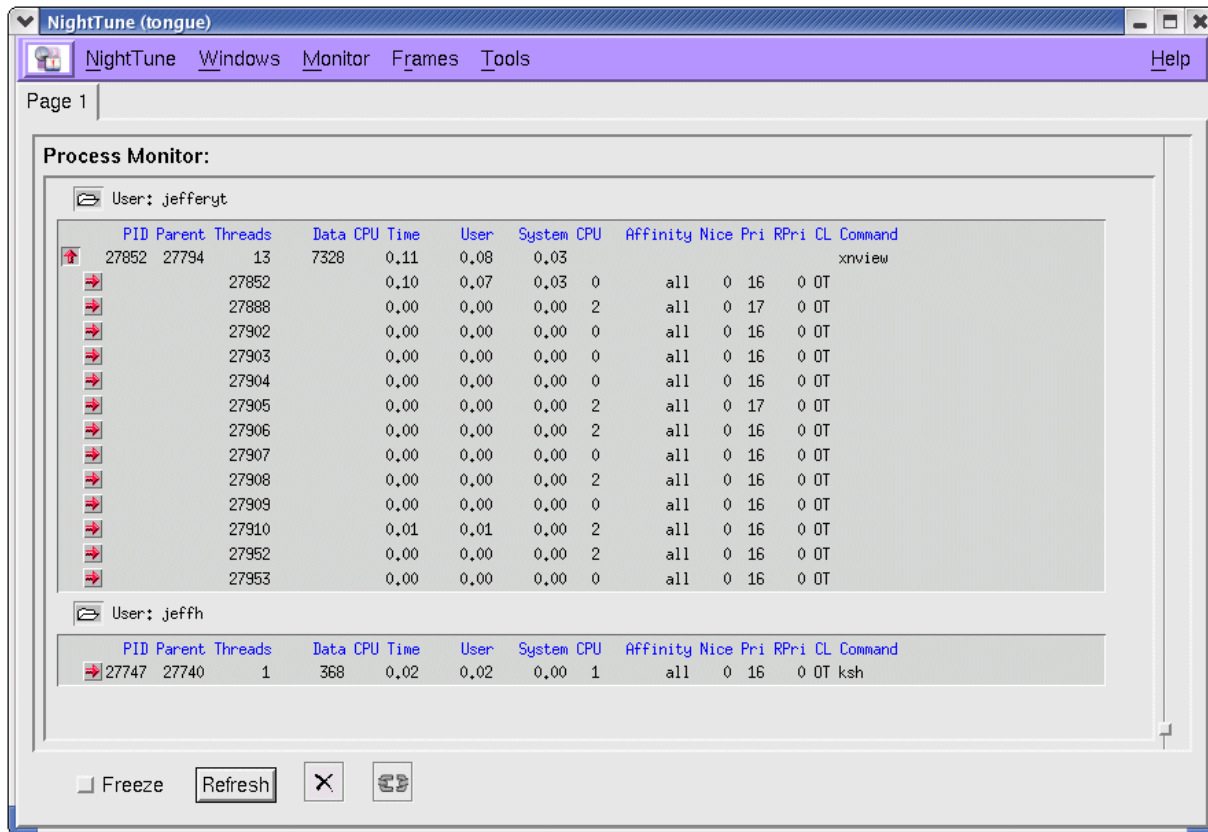 NightTune (tongue)
NightTune Windows Monitor Frames Tools Help
Page 1
Process Monitor:
User: jefferyt
PID Parent Threads Data CPU Time User System CPU Affinity Nice Pri RPri CL Command
27852 27794 13 7328 0.11 0.08 0.03 xnview
27852 0.10 0.07 0.03 0 all 0 16 0 OT
27888 0.00 0.00 0.00 2 all 0 17 0 OT
27902 0.00 0.00 0.00 0 all 0 16 0 OT
27903 0.00 0.00 0.00 0 all 0 16 0 OT
27904 0.00 0.00 0.00 0 all 0 16 0 OT
27905 0.00 0.00 0.00 2 all 0 17 0 OT
27906 0.00 0.00 0.00 2 all 0 16 0 OT
27907 0.00 0.00 0.00 0 all 0 16 0 OT
27908 0.00 0.00 0.00 2 all 0 16 0 OT
27909 0.00 0.00 0.00 0 all 0 16 0 OT
27910 0.01 0.01 0.00 2 all 0 16 0 OT
27952 0.00 0.00 0.00 2 all 0 16 0 OT
27953 0.00 0.00 0.00 0 all 0 16 0 OT
User: jeffh
PID Parent Threads Data CPU Time User System CPU Affinity Nice Pri RPri CL Command
27747 27740 1 368 0.02 0.02 0.00 1 all 0 16 0 OT ksh
Freeze Refresh